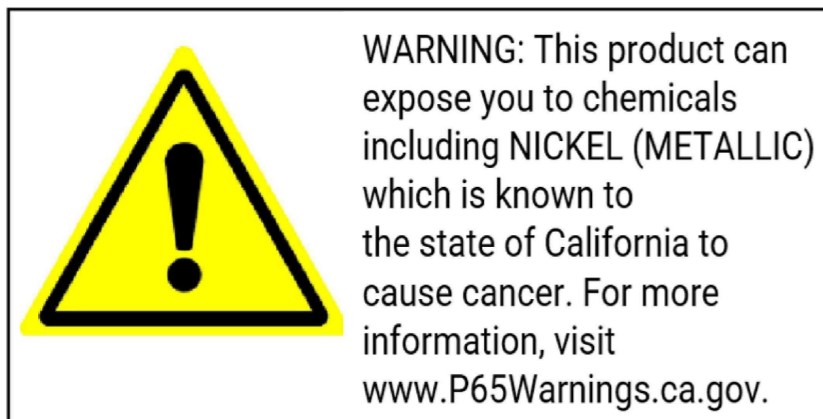 WARNING: This product can
expose you to chemicals
including NICKEL (METALLIC)
which is known to
the state of California to
cause cancer. For more
information, visit
www.P65Warnings.ca.gov.